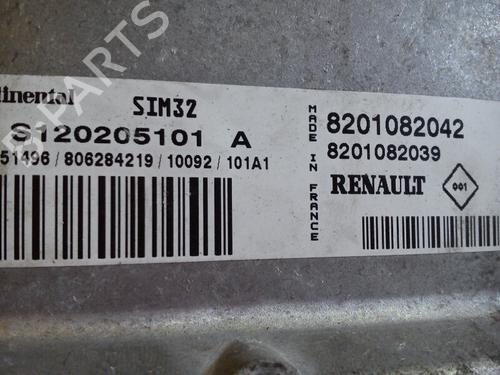 PARTS
SIM32
S120205101 A
51496/806284219/10092/101A1
MADE IN FRANCE
8201082042
8201082039
RENAULT
001